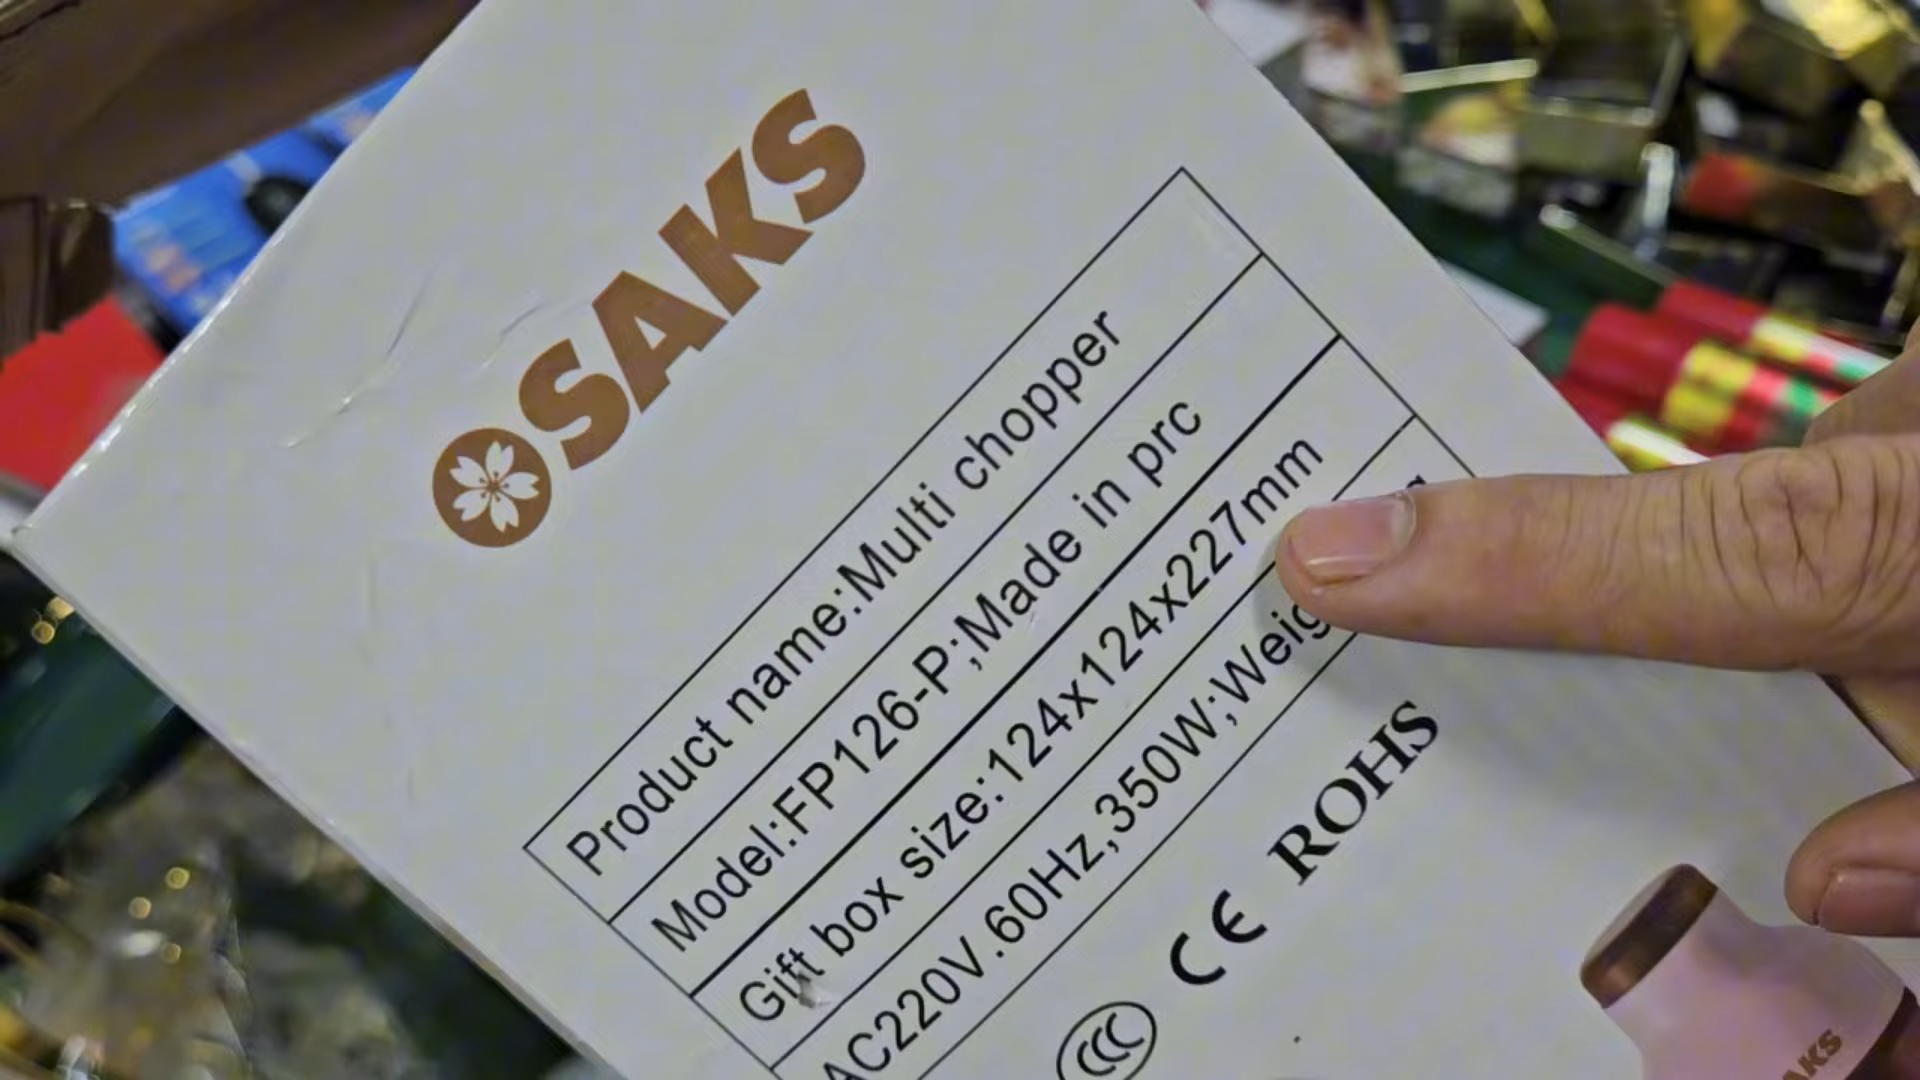 SAKS
Product name:Multi chopper
Model:FP126-P;Made in prc
Gift box size:124x124x227mm
AC220V.60Hz,350W;
CCC CE ROHS